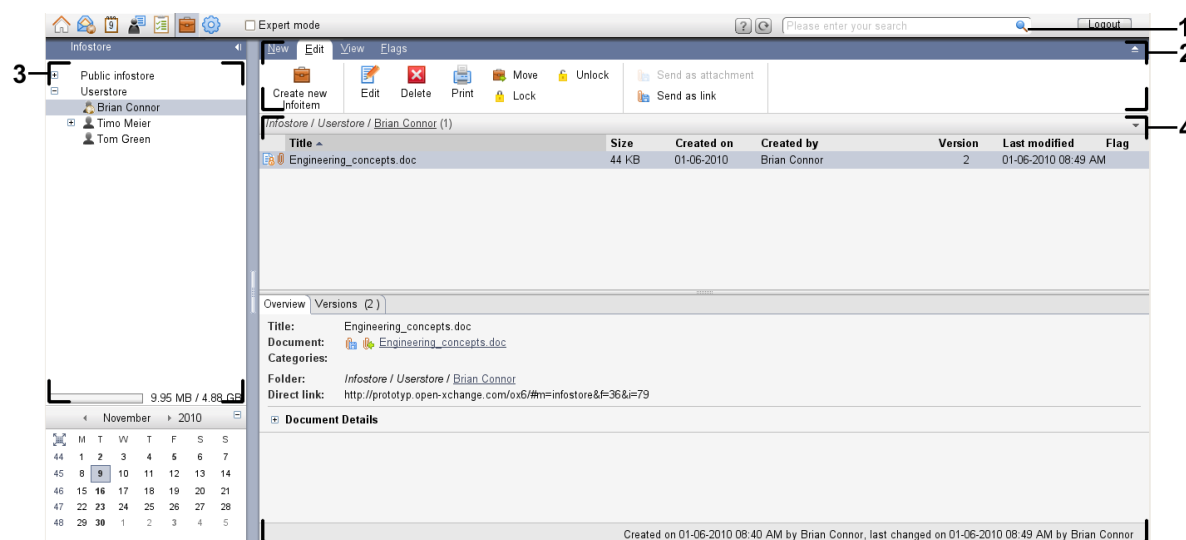 9 Expert mode ? Please enter your search Logout 1
Infostore New Edit View Flags 2
3 Public infostore
Userstore
Brian Connor
Timo Meier
Tom Green
Create new Infoitem Edit Delete Print Move Lock Unlock Send as attachment Send as link
Infostore / Userstore / Brian Connor (1) 4
Title Size Created on Created by Version Last modified Flag
Engineering_concepts.doc 44 KB 01-06-2010 Brian Connor 2 01-06-2010 08:49 AM
Overview Versions (2)
Title: Engineering_concepts.doc
Document: Engineering_concepts.doc
Categories:
Folder: Infostore / Userstore / Brian Connor
Direct link: http://prototyp.open-xchange.com/ox6/#m=infostore&f=36&i=79
Document Details
9.95 MB / 4.88 GB
November 2010
M T W T F S S
44 1 2 3 4 5 6 7
45 8 9 10 11 12 13 14
46 15 16 17 18 19 20 21
47 22 23 24 25 26 27 28
48 29 30 1 2 3 4 5
Created on 01-06-2010 08:40 AM by Brian Connor, last changed on 01-06-2010 08:49 AM by Brian Connor